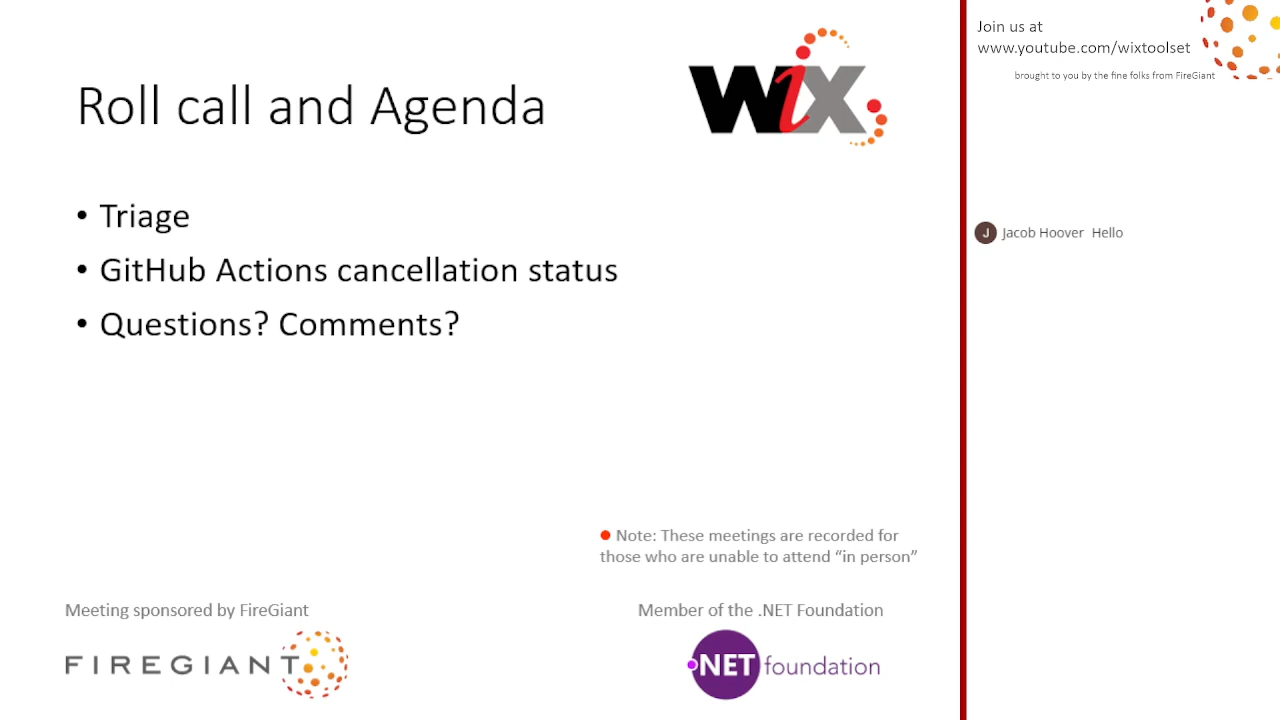 Roll call and Agenda
WiX
• Triage
• GitHub Actions cancellation status
• Questions? Comments?
Note: These meetings are recorded for
those who are unable to attend “in person”
Meeting sponsored by FireGiant
FIREGIANT
Member of the .NET Foundation
.NET foundation
Join us at
www.youtube.com/wixtoolset
brought to you by the fine folks from FireGiant
J Jacob Hoover Hello